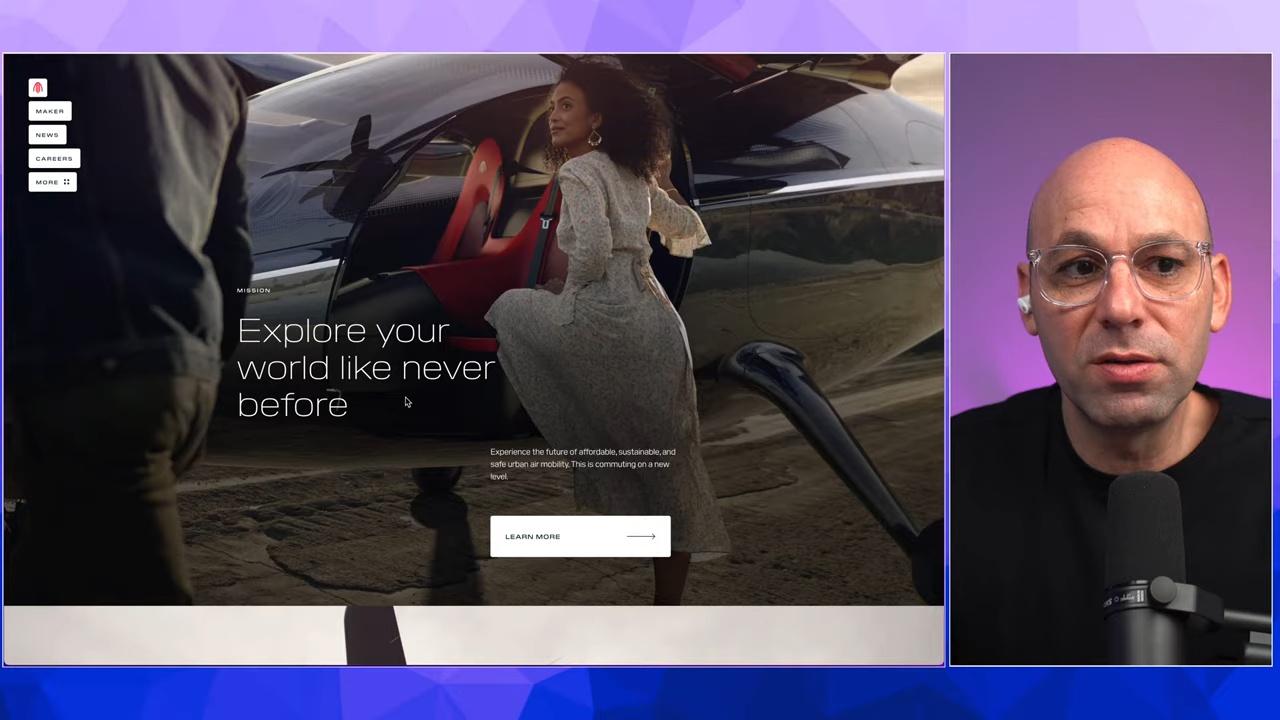 MAKER
NEWS
CAREERS
MORE
MISSION
Explore your
world like never
before
Experience the future of affordable, sustainable, and
safe urban air mobility. This is commuting on a new
level.
LEARN MORE